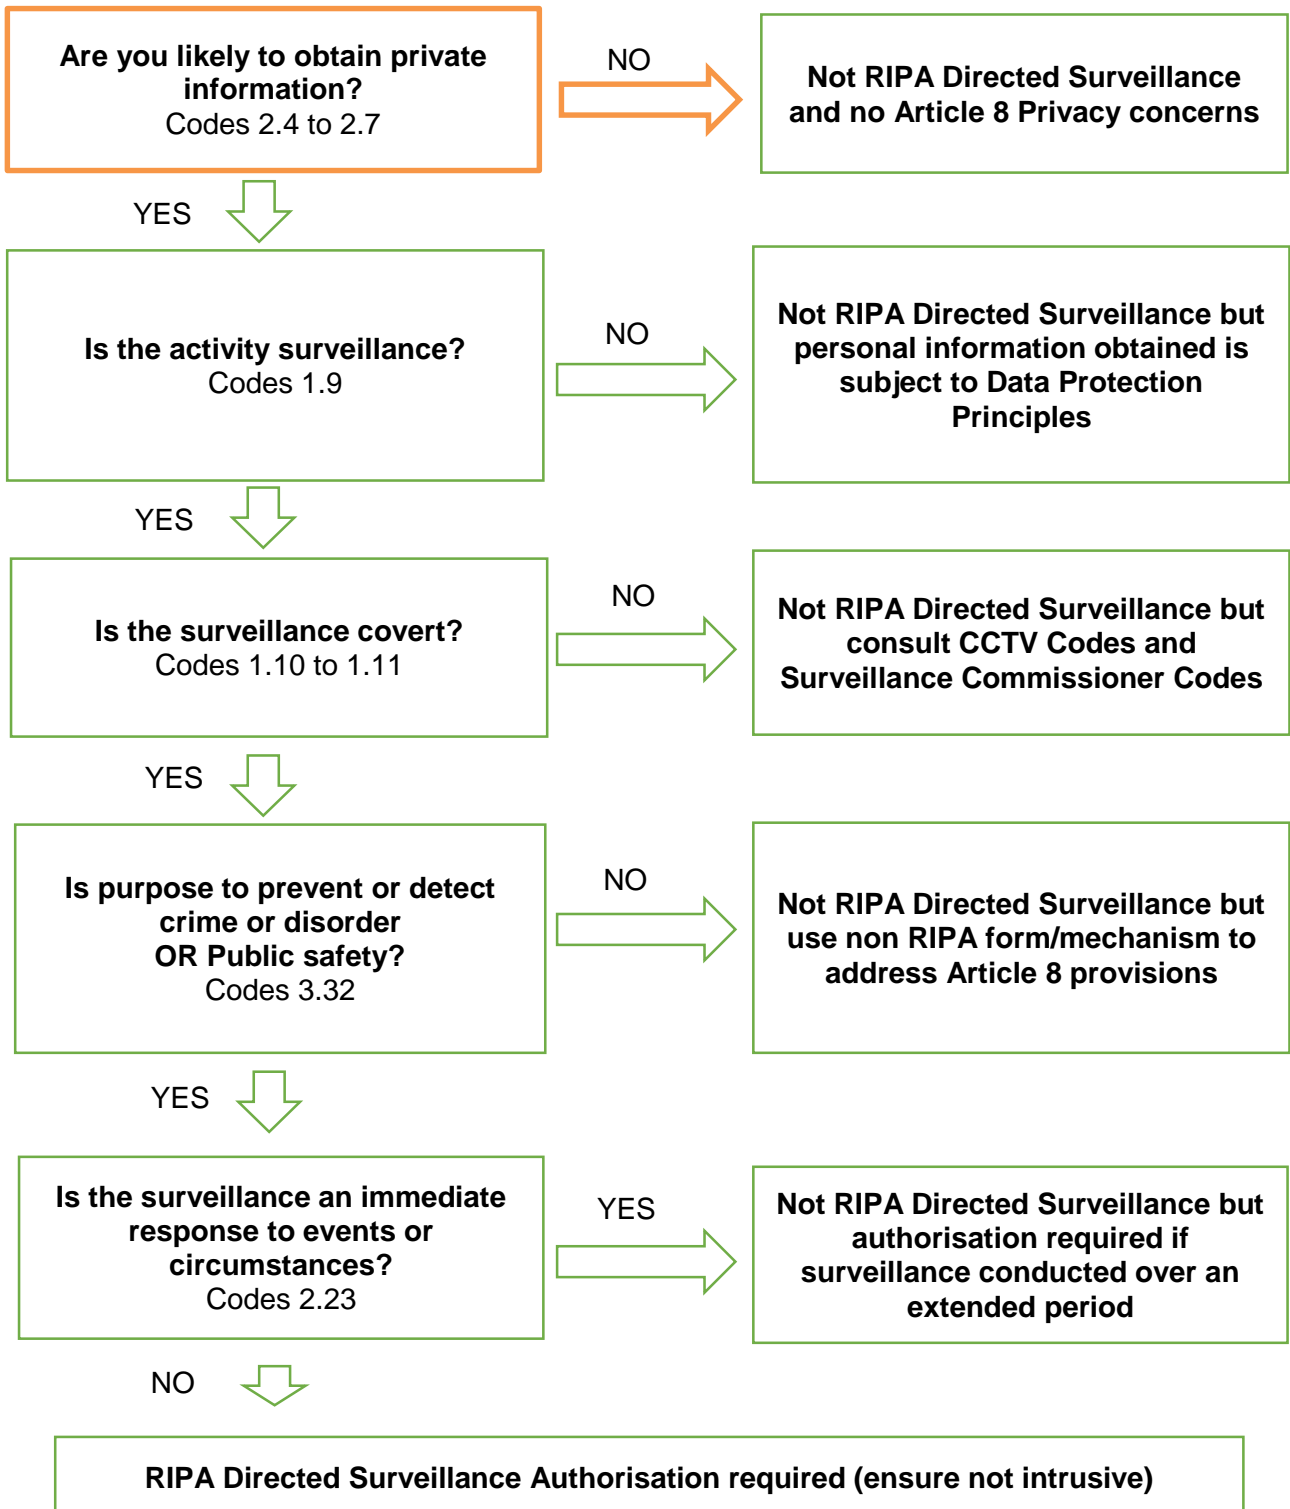 Are you likely to obtain private
information?
Codes 2.4 to 2.7
NO
Not RIPA Directed Surveillance
and no Article 8 Privacy concerns
YES
Is the activity surveillance?
Codes 1.9
NO
Not RIPA Directed Surveillance but
personal information obtained is
subject to Data Protection
Principles
YES
Is the surveillance covert?
Codes 1.10 to 1.11
NO
Not RIPA Directed Surveillance but
consult CCTV Codes and
Surveillance Commissioner Codes
YES
Is purpose to prevent or detect
crime or disorder
OR Public safety?
Codes 3.32
NO
Not RIPA Directed Surveillance but
use non RIPA form/mechanism to
address Article 8 provisions
YES
Is the surveillance an immediate
response to events or
circumstances?
Codes 2.23
YES
Not RIPA Directed Surveillance but
authorisation required if
surveillance conducted over an
extended period
NO
RIPA Directed Surveillance Authorisation required (ensure not intrusive)